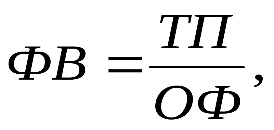 ФВ = ТП / ОФ,